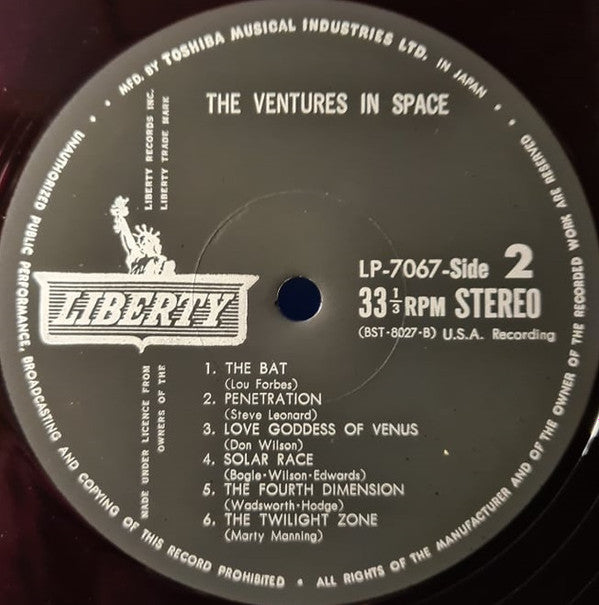 MFD. BY TOSHIBA MUSICAL INDUSTRIES LTD. IN JAPAN
THE VENTURES IN SPACE
LIBERTY RECORDS INC.
LIBERTY TRADE MARK
LIBERTY
MADE UNDER LICENCE FROM
OWNERS OF THE
LP-7067-Side 2
33 1/3 RPM STEREO
(BST-8027-B) U.S.A. Recording
1. THE BAT
(Lou Forbes)
2. PENETRATION
(Steve Leonard)
3. LOVE GODDESS OF VENUS
(Don Wilson)
4. SOLAR RACE
(Bogle·Wilson·Edwards)
5. THE FOURTH DIMENSION
(Wadsworth·Hodge)
6. THE TWILIGHT ZONE
(Marty Manning)
UNAUTHORIZED PUBLIC PERFORMANCE, BROADCASTING AND COPYING OF THIS RECORD PROHIBITED • ALL RIGHTS OF THE MANUFACTURER AND OF THE OWNER OF THE RECORDED WORK ARE RESERVED